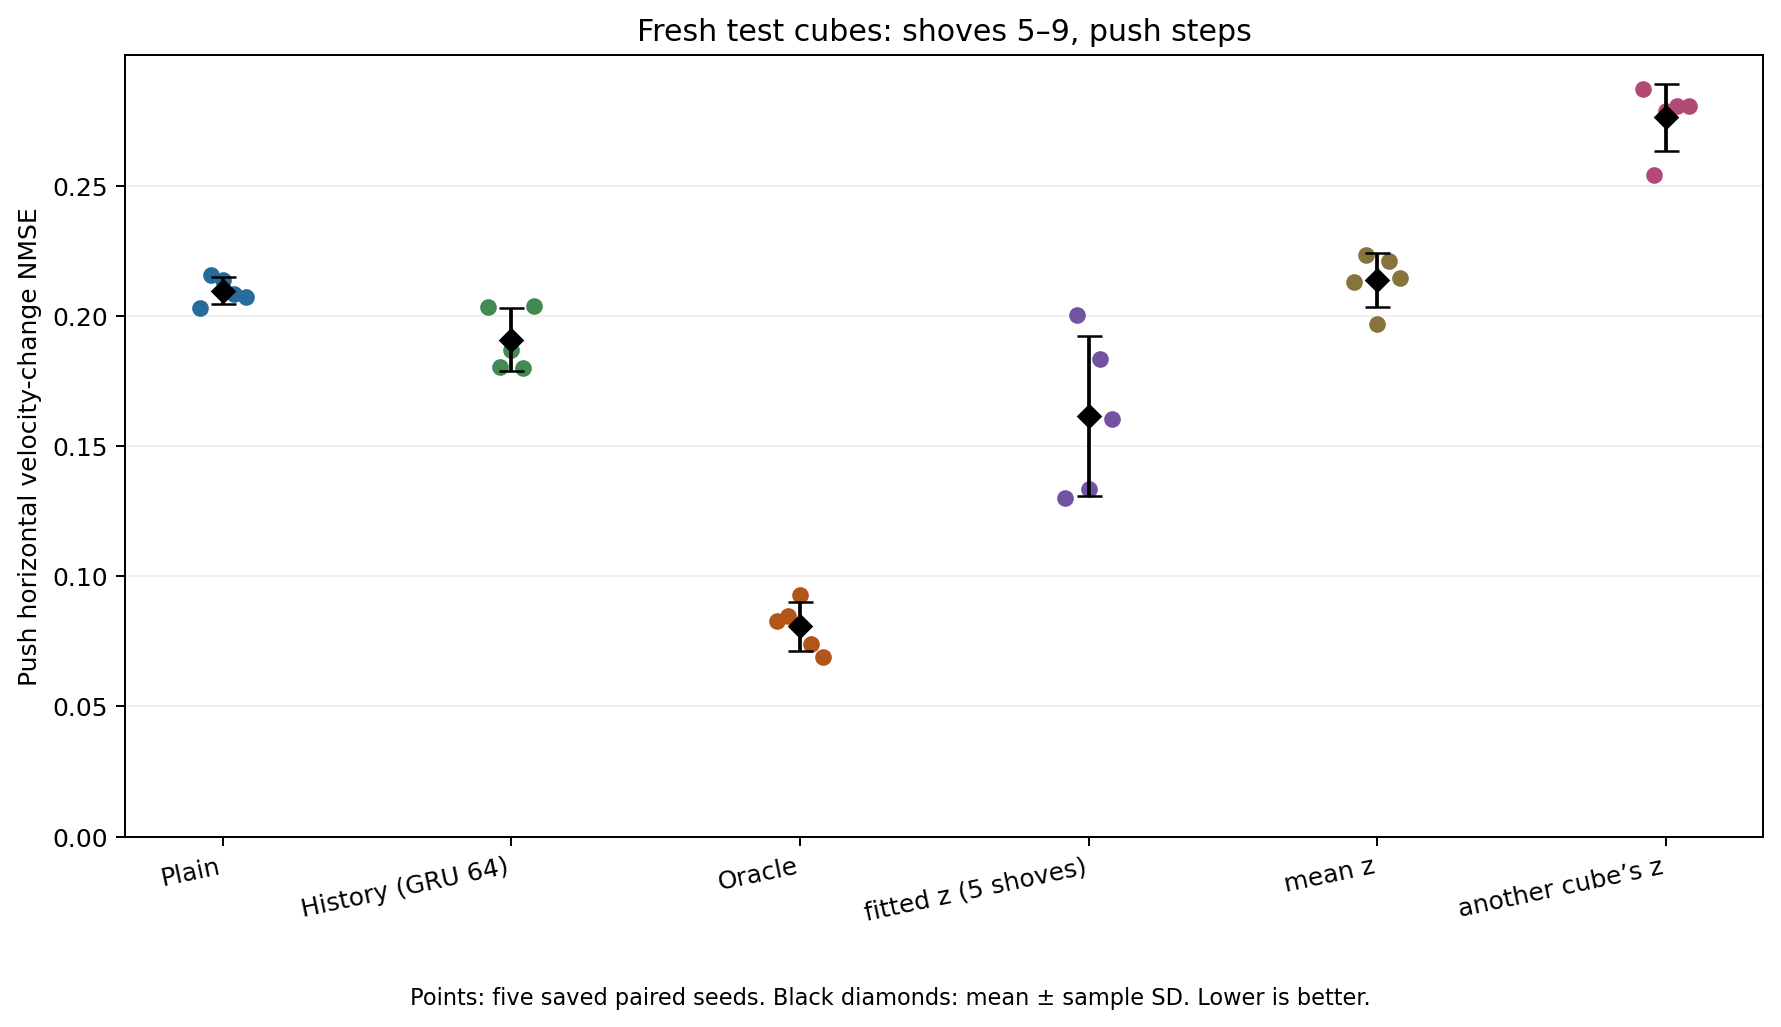 Fresh test cubes: shoves 5–9, push steps
Push horizontal velocity-change NMSE
0.25
0.20
0.15
0.10
0.05
0.00
Plain
History (GRU 64)
Oracle
fitted z (5 shoves)
mean z
another cube’s z
Points: five saved paired seeds. Black diamonds: mean ± sample SD. Lower is better.